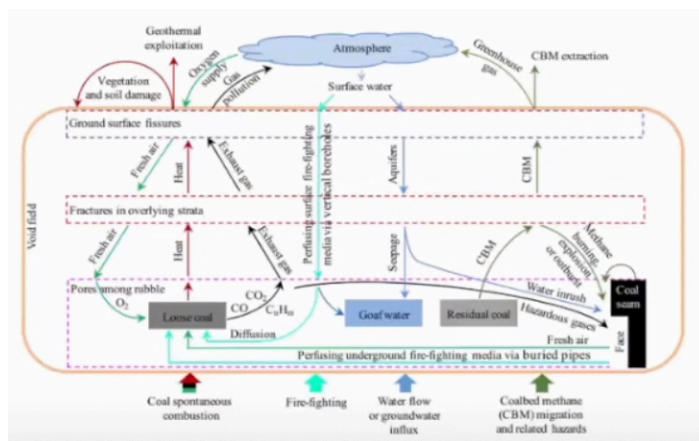 Geothermal
exploitation
Atmosphere
Greenhouse
gas
CBM extraction
Oxygen
supply
Gas
pollution
Vegetation
and soil damage
Surface water
Ground surface fissures
Void field
Fresh air
Heat
Exhaust gas
Perfusing surface fire-fighting
media via vertical boreholes
Aquifers
CBM
Fractures in overlying strata
Fresh air
Heat
Exhaust gas
Seepage
CBM
Methane
burning,
explosion,
or outburst
Pores among rubble
O2
Loose coal
CO
CO2
CnHm
Diffusion
Goaf water
Residual coal
Water inrush
Hazardous gases
Coal
seam
Face
Fresh air
Perfusing underground fire-fighting media via buried pipes
Coal spontaneous
combustion
Fire-fighting
Water flow
or groundwater
influx
Coalbed methane
(CBM) migration
and related hazards